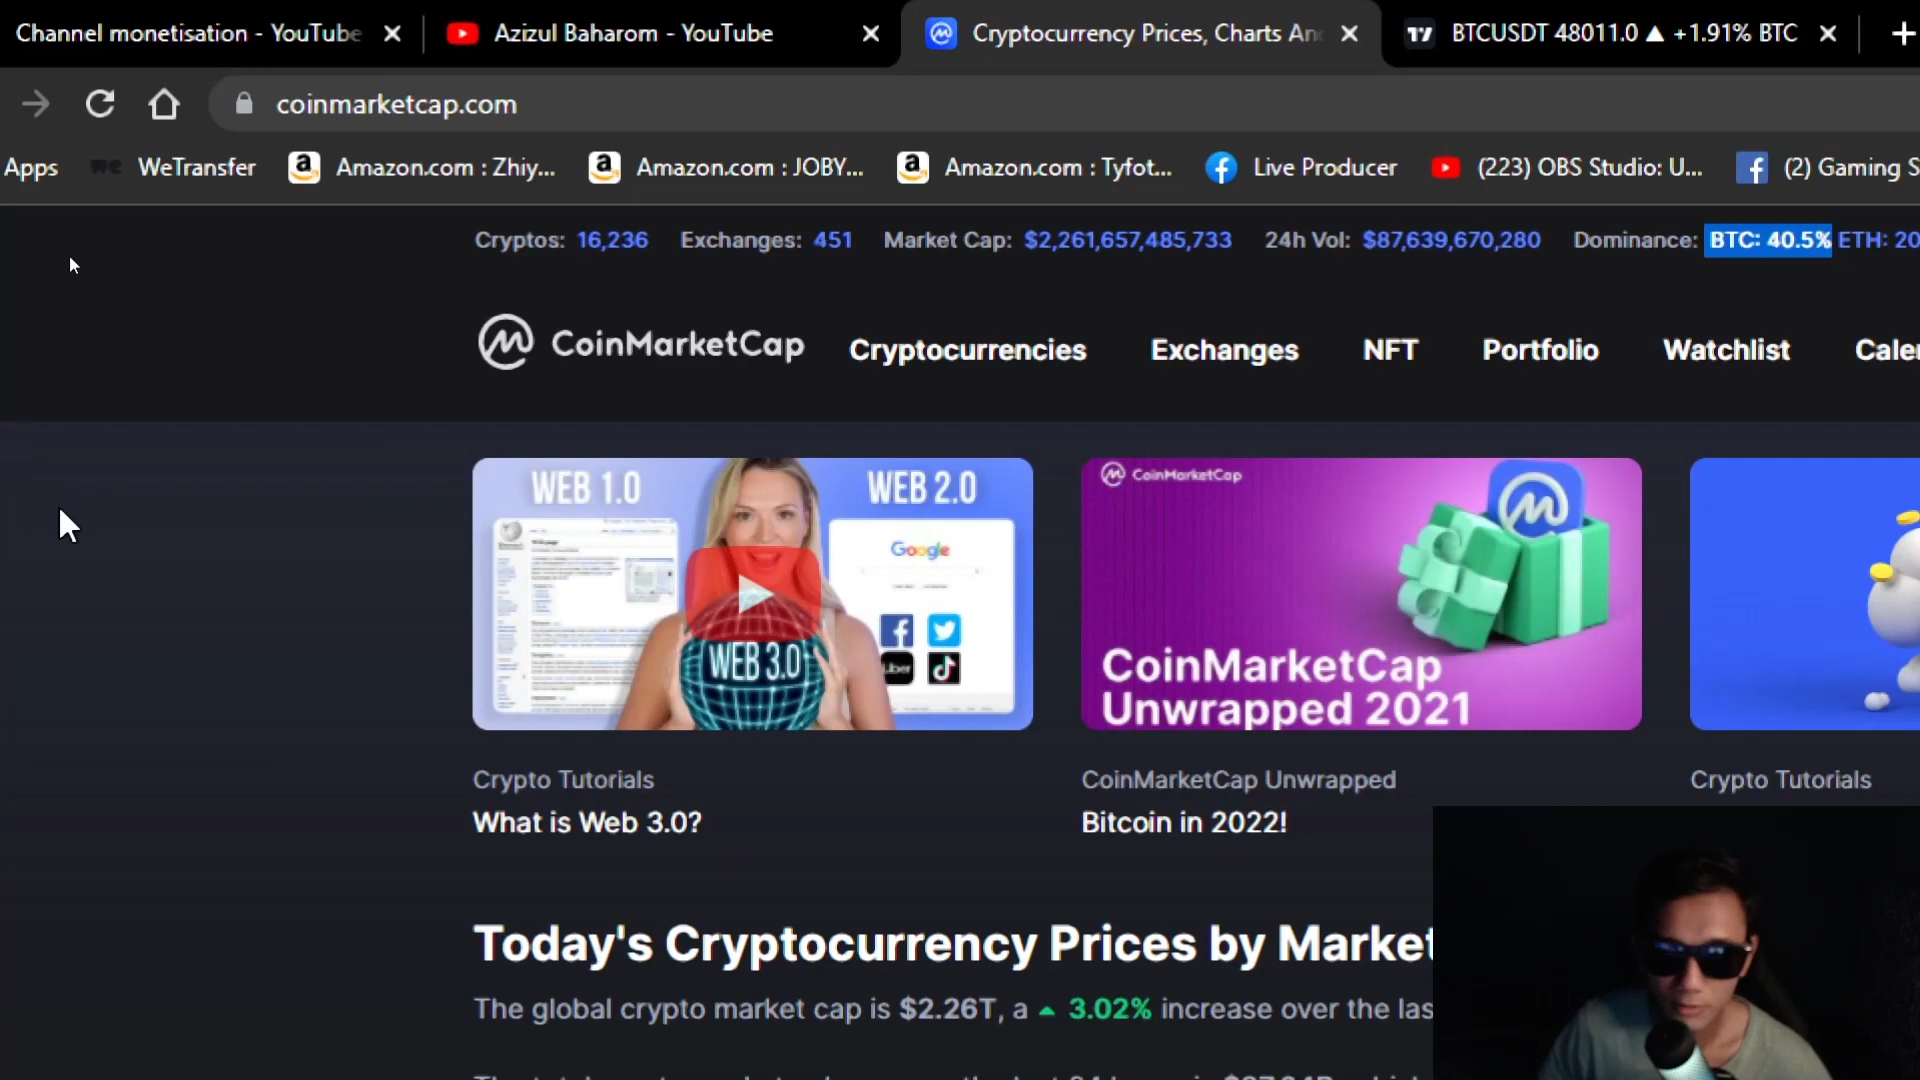 Channel monetisation - YouTube
Azizul Baharom - YouTube
Cryptocurrency Prices, Charts An
BTCUSDT 48011.0 ▲ +1.91% BTC
coinmarketcap.com
Apps
WeTransfer
Amazon.com : Zhiy...
Amazon.com : JOBY...
Amazon.com : Tyfot...
Live Producer
(223) OBS Studio: U...
(2) Gaming S
Cryptos: 16,236 Exchanges: 451 Market Cap: $2,261,657,485,733 24h Vol: $87,639,670,280 Dominance: BTC: 40.5% ETH: 20
CoinMarketCap
Cryptocurrencies
Exchanges
NFT
Portfolio
Watchlist
Cale
WEB 1.0
WEB 2.0
Google
Uber
WEB 3.0
CoinMarketCap
CoinMarketCap
Unwrapped 2021
Crypto Tutorials
What is Web 3.0?
CoinMarketCap Unwrapped
Bitcoin in 2022!
Crypto Tutorials
Today's Cryptocurrency Prices by Market
The global crypto market cap is $2.26T, a ▲ 3.02% increase over the las